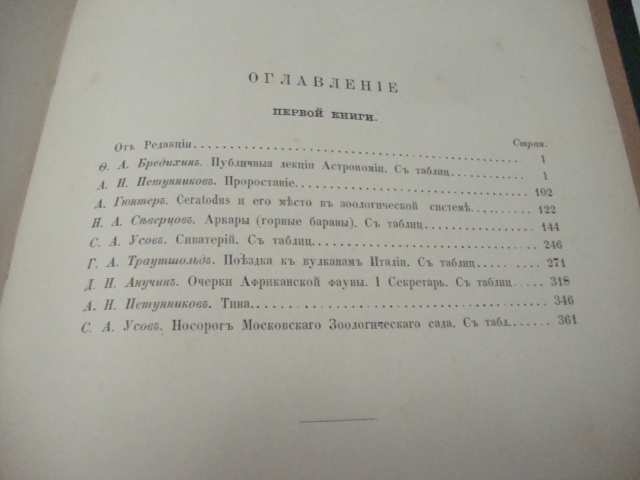 ОГЛАВЛЕНІЕ
ПЕРВОЙ КНИГИ.
Стран.
Отъ Редакціи 1
Ѳ. А. Бредихинъ. Публичныя лекціи Астрономіи. Съ таблиц. 1
А. Н. Петунниковъ. Проростаніе. 102
А. Гюнтеръ. Ceratodus и его мѣсто въ зоологической системѣ. 122
Н. А. Сѣверцовъ. Аркары (горные бараны). Съ таблиц. 144
С. А. Усовъ. Сиватерій. Съ таблиц. 246
Г. А. Траутшольдъ. Поѣздка къ вулканамъ Италіи. Съ таблиц. 271
Д. Н. Анучинъ. Очерки Африканской фауны. I Секретарь. Съ таблиц. 318
А. Н. Петунниковъ. Тина. 346
С. А. Усовъ. Носорогъ Московскаго Зоологическаго сада. Съ табл. 361